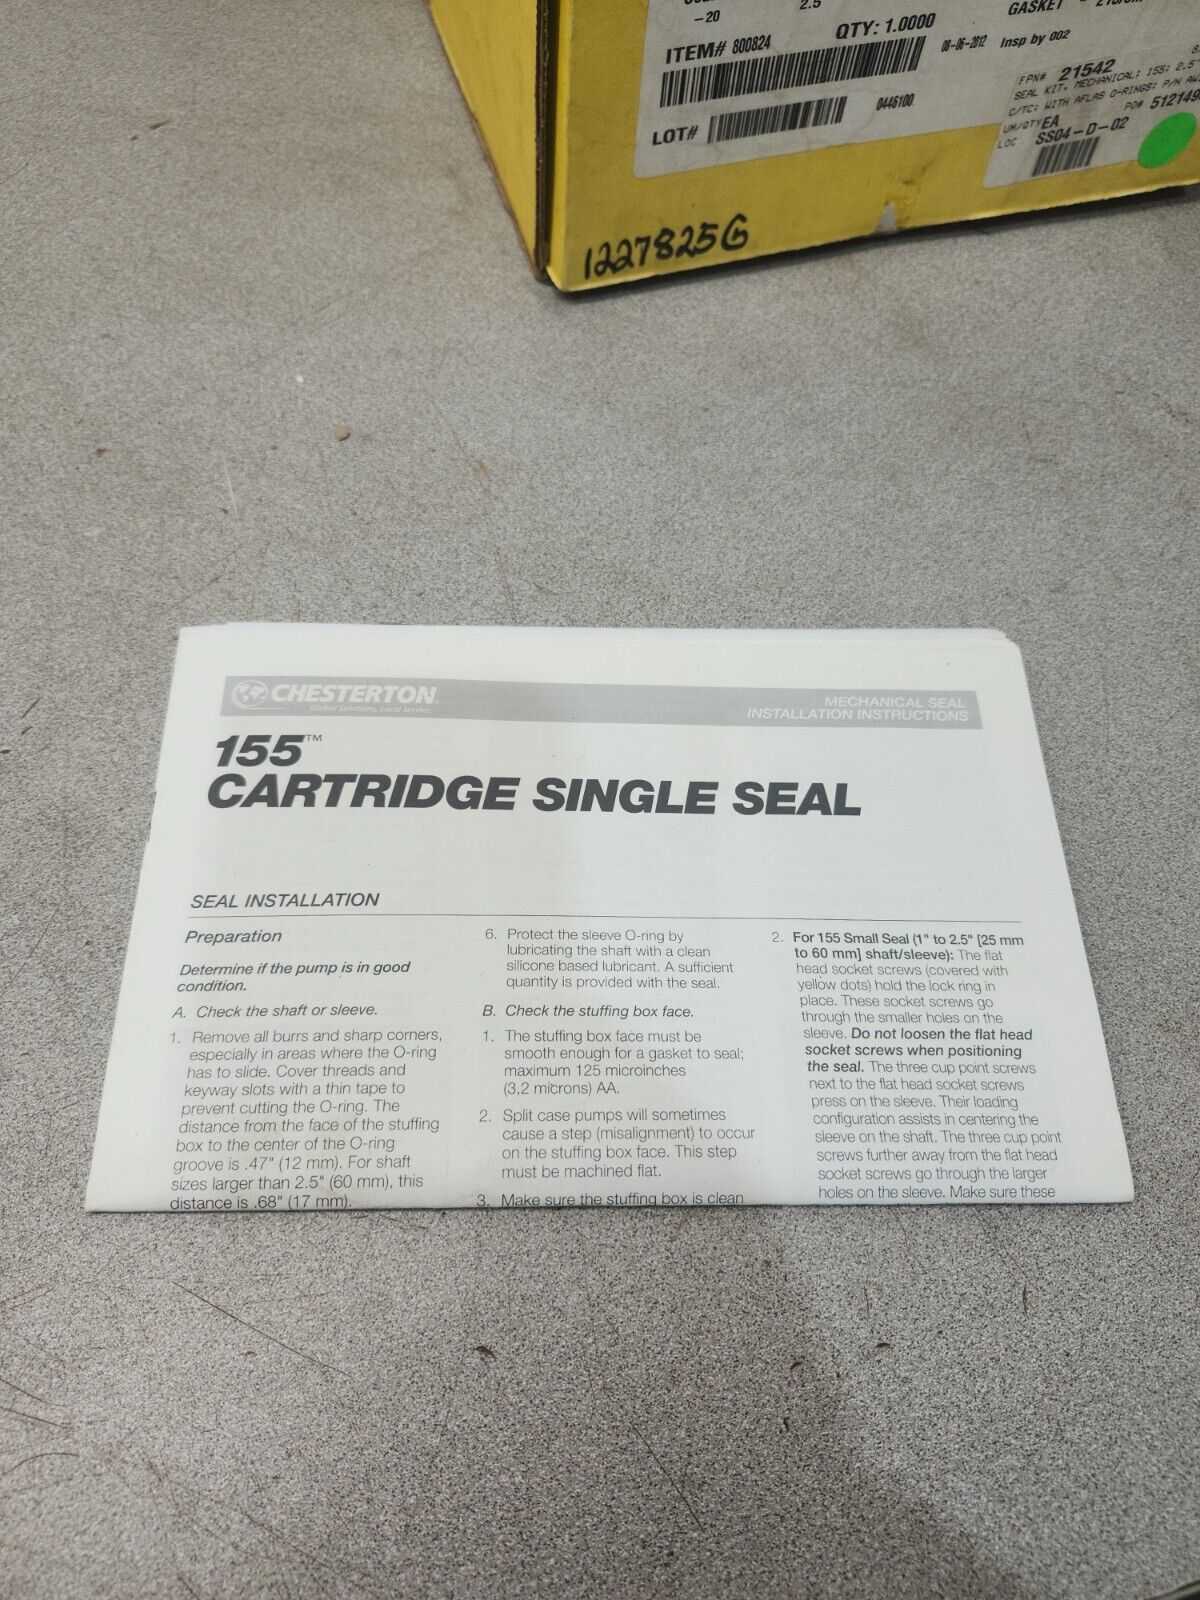 -20
2.5
GASKET
ITEM# 800824
QTY: 1.0000
08-06-2012
Insp by 002
LOT#
0446100
FPN# 21542
SEAL KIT, MECHANICAL; 155; 2.5"
C/TC; WITH AFLAS O-RINGS; P/N
PO# 5121498
UM/QTY EA
LOC SS04-D-02
1227825G
CHESTERTON
Global Solutions, Local Service.
MECHANICAL SEAL
INSTALLATION INSTRUCTIONS
155™
CARTRIDGE SINGLE SEAL
SEAL INSTALLATION
Preparation
Determine if the pump is in good
condition.
A. Check the shaft or sleeve.
1. Remove all burrs and sharp corners,
especially in areas where the O-ring
has to slide. Cover threads and
keyway slots with a thin tape to
prevent cutting the O-ring. The
distance from the face of the stuffing
box to the center of the O-ring
groove is .47" (12 mm). For shaft
sizes larger than 2.5" (60 mm), this
distance is .68" (17 mm).
6. Protect the sleeve O-ring by
lubricating the shaft with a clean
silicone based lubricant. A sufficient
quantity is provided with the seal.
B. Check the stuffing box face.
1. The stuffing box face must be
smooth enough for a gasket to seal;
maximum 125 microinches
(3,2 microns) AA.
2. Split case pumps will sometimes
cause a step (misalignment) to occur
on the stuffing box face. This step
must be machined flat.
3. Make sure the stuffing box is clean
2. For 155 Small Seal (1" to 2.5" [25 mm
to 60 mm] shaft/sleeve): The flat
head socket screws (covered with
yellow dots) hold the lock ring in
place. These socket screws go
through the smaller holes on the
sleeve. Do not loosen the flat head
socket screws when positioning
the seal. The three cup point screws
next to the flat head socket screws
press on the sleeve. Their loading
configuration assists in centering the
sleeve on the shaft. The three cup point
screws further away from the flat head
socket screws go through the larger
holes on the sleeve. Make sure these